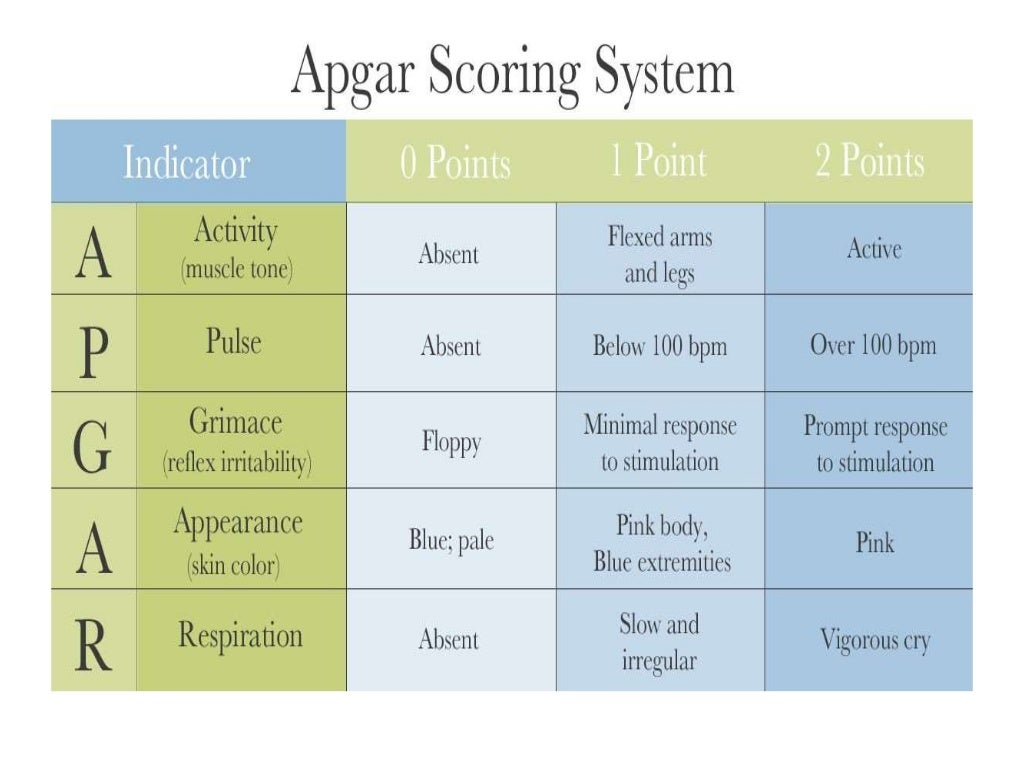 Apgar Scoring System
Indicator 0 Points 1 Point 2 Points
A Activity (muscle tone) Absent Flexed arms and legs Active
P Pulse Absent Below 100 bpm Over 100 bpm
G Grimace (reflex irritability) Floppy Minimal response to stimulation Prompt response to stimulation
A Appearance (skin color) Blue; pale Pink body, Blue extremities Pink
R Respiration Absent Slow and irregular Vigorous cry